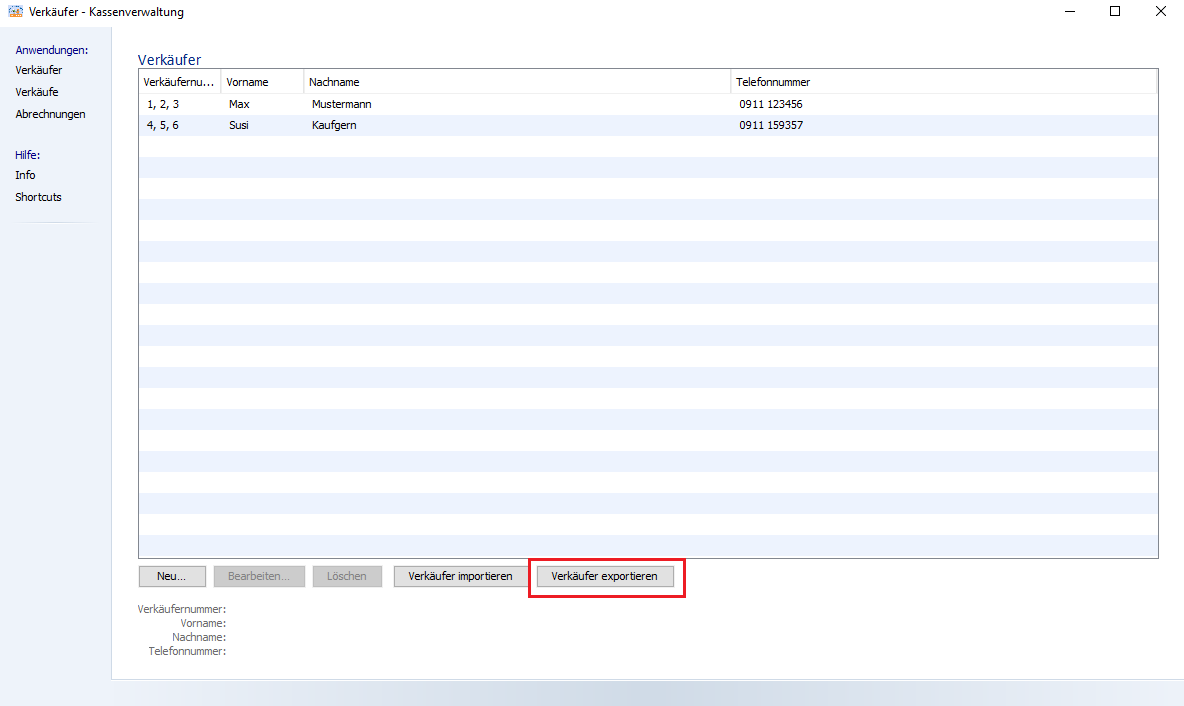 Verkäufer - Kassenverwaltung
Anwendungen:
Verkäufer
Verkäufe
Abrechnungen
Hilfe:
Info
Shortcuts
Verkäufer
Verkäufernu... Vorname Nachname Telefonnummer
1, 2, 3 Max Mustermann 0911 123456
4, 5, 6 Susi Kaufgern 0911 159357
Neu... Bearbeiten... Löschen Verkäufer importieren Verkäufer exportieren
Verkäufernummer:
Vorname:
Nachname:
Telefonnummer: